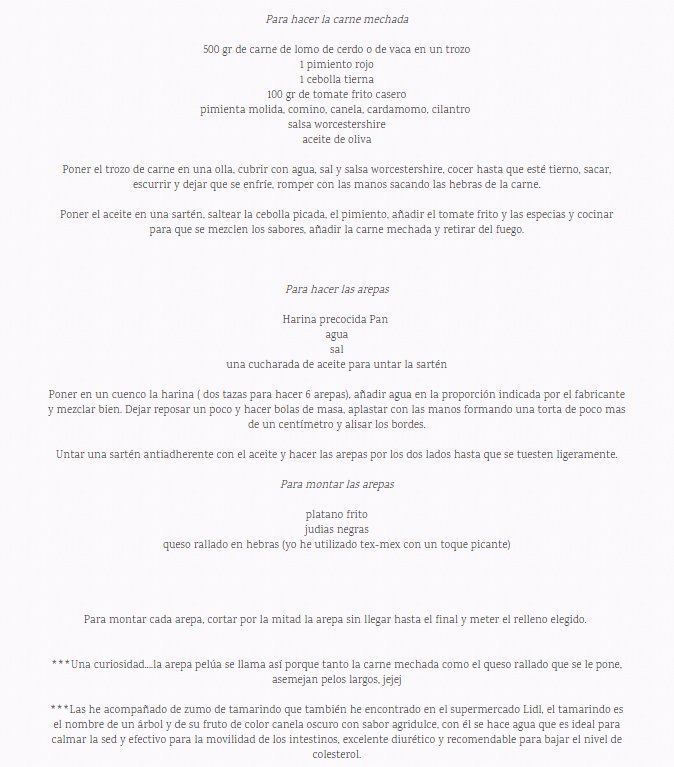 Para hacer la carne mechada
500 gr de carne de lomo de cerdo o de vaca en un trozo
1 pimiento rojo
1 cebolla tierna
100 gr de tomate frito casero
pimienta molida, comino, canela, cardamomo, cilantro
salsa worcestershire
aceite de oliva
Poner el trozo de carne en una olla, cubrir con agua, sal y salsa worcestershire, cocer hasta que esté tierno, sacar,
escurrir y dejar que se enfríe, romper con las manos sacando las hebras de la carne.
Poner el aceite en una sartén, saltear la cebolla picada, el pimiento, añadir el tomate frito y las especias y cocinar
para que se mezclen los sabores, añadir la carne mechada y retirar del fuego.
Para hacer las arepas
Harina precocida Pan
agua
sal
una cucharada de aceite para untar la sartén
Poner en un cuenco la harina ( dos tazas para hacer 6 arepas), añadir agua en la proporción indicada por el fabricante
y mezclar bien. Dejar reposar un poco y hacer bolas de masa, aplastar con las manos formando una torta de poco mas
de un centímetro y alisar los bordes.
Untar una sartén antiadherente con el aceite y hacer las arepas por los dos lados hasta que se tuesten ligeramente.
Para montar las arepas
platano frito
judias negras
queso rallado en hebras (yo he utilizado tex-mex con un toque picante)
Para montar cada arepa, cortar por la mitad la arepa sin llegar hasta el final y meter el relleno elegido.
***Una curiosidad....la arepa pelúa se llama así porque tanto la carne mechada como el queso rallado que se le pone,
asemejan pelos largos, jejej
***Las he acompañado de zumo de tamarindo que también he encontrado en el supermercado Lidl, el tamarindo es
el nombre de un árbol y de su fruto de color canela oscuro con sabor agridulce, con él se hace agua que es ideal para
calmar la sed y efectivo para la movilidad de los intestinos, excelente diurético y recomendable para bajar el nivel de
colesterol.